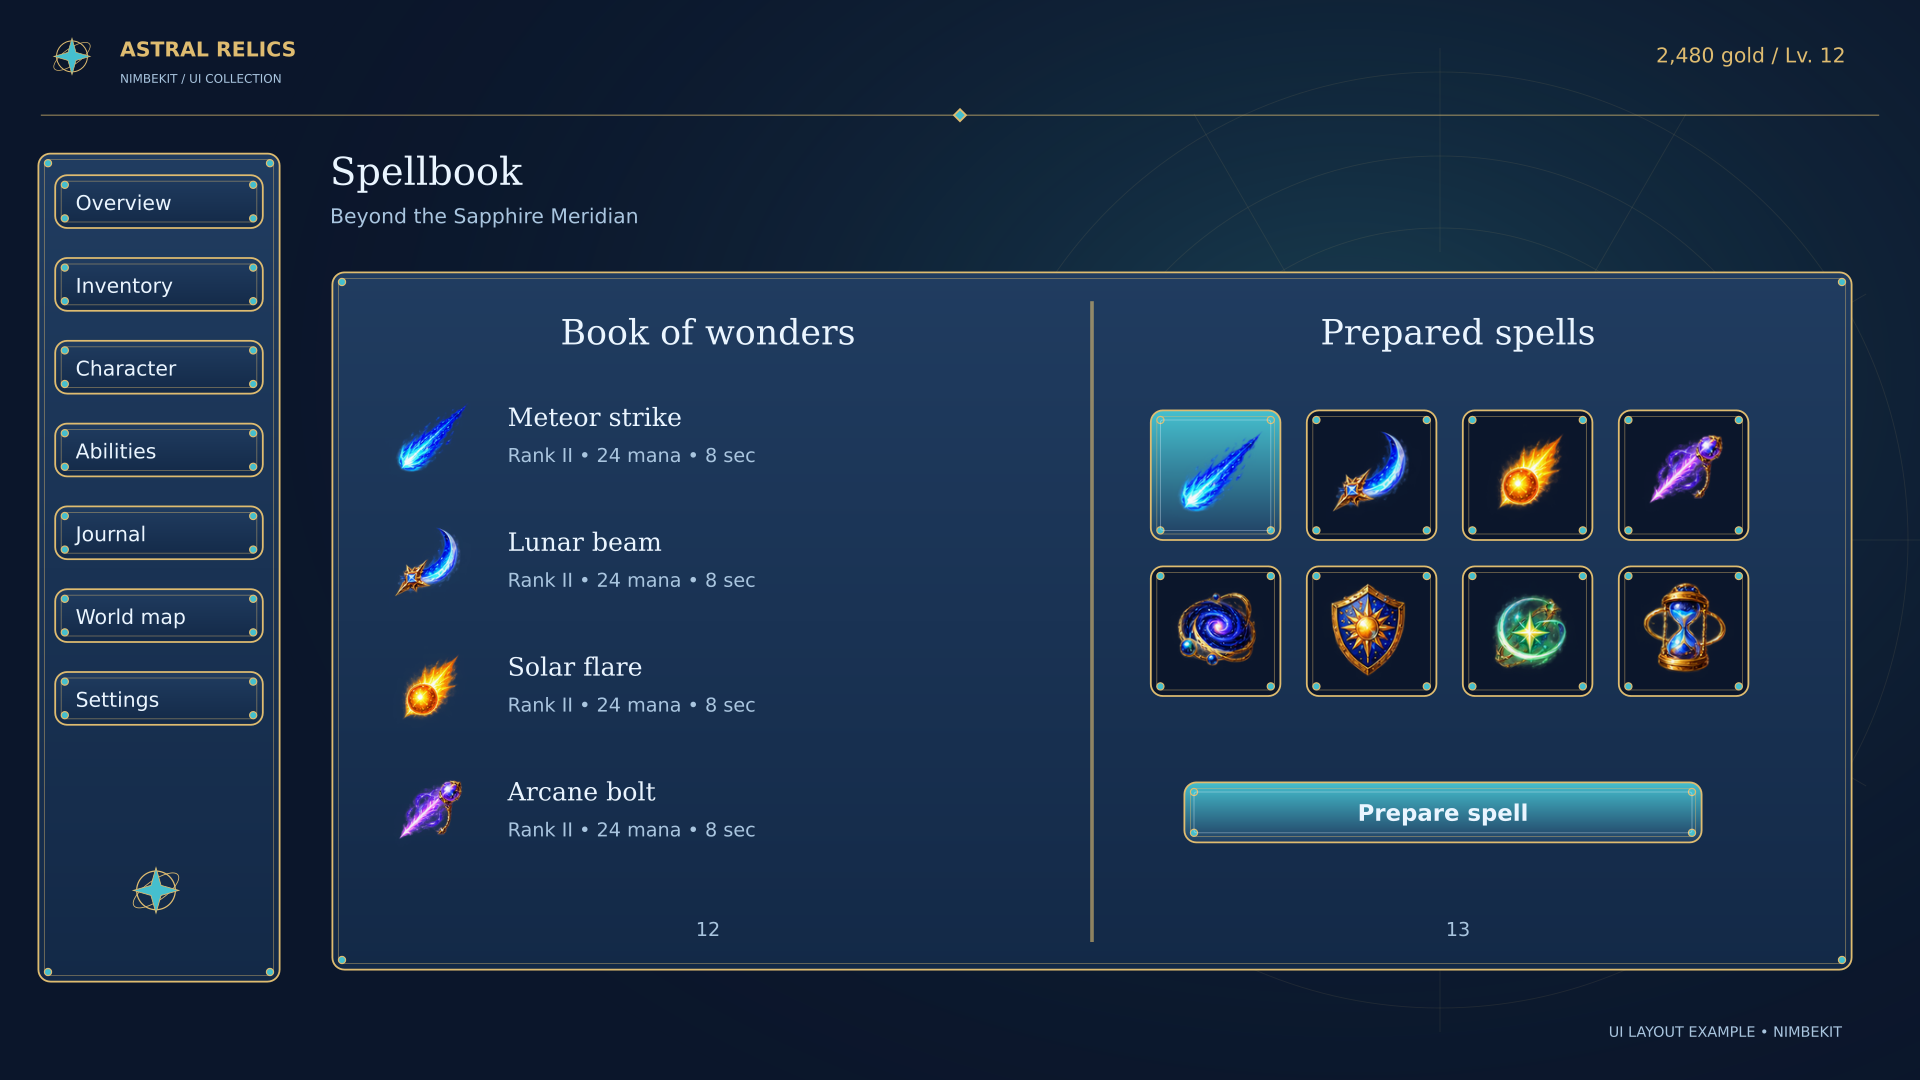 ASTRAL RELICS
NIMBEKIT / UI COLLECTION
2,480 gold / Lv. 12
Overview
Inventory
Character
Abilities
Journal
World map
Settings
Spellbook
Beyond the Sapphire Meridian
Book of wonders
Meteor strike
Rank II • 24 mana • 8 sec
Lunar beam
Rank II • 24 mana • 8 sec
Solar flare
Rank II • 24 mana • 8 sec
Arcane bolt
Rank II • 24 mana • 8 sec
12
Prepared spells
Prepare spell
13
UI LAYOUT EXAMPLE • NIMBEKIT